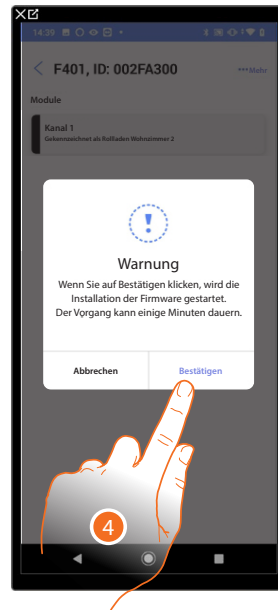 14:39
F401, ID: 002FA300
•••Mehr
Module
Kanal 1
Gekennzeichnet als Rollladen Wohnzimmer 2
Warnung
Wenn Sie auf Bestätigen klicken, wird die
Installation der Firmware gestartet.
Der Vorgang kann einige Minuten dauern.
Abbrechen
Bestätigen
4